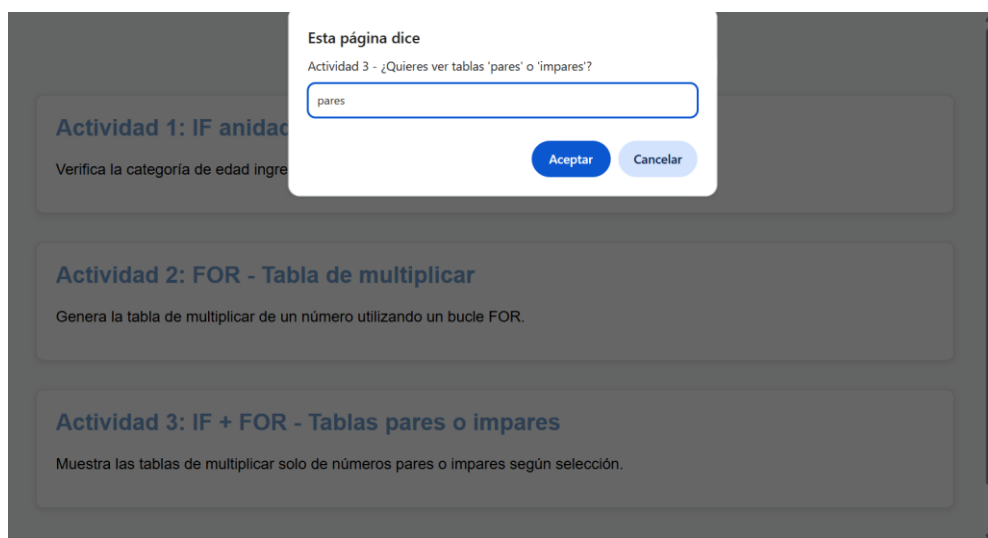 Esta página dice
Actividad 3 - ¿Quieres ver tablas 'pares' o 'impares'?
pares
Aceptar
Cancelar
Actividad 1: IF anidad
Verifica la categoría de edad ingre
Actividad 2: FOR - Tabla de multiplicar
Genera la tabla de multiplicar de un número utilizando un bucle FOR.
Actividad 3: IF + FOR - Tablas pares o impares
Muestra las tablas de multiplicar solo de números pares o impares según selección.